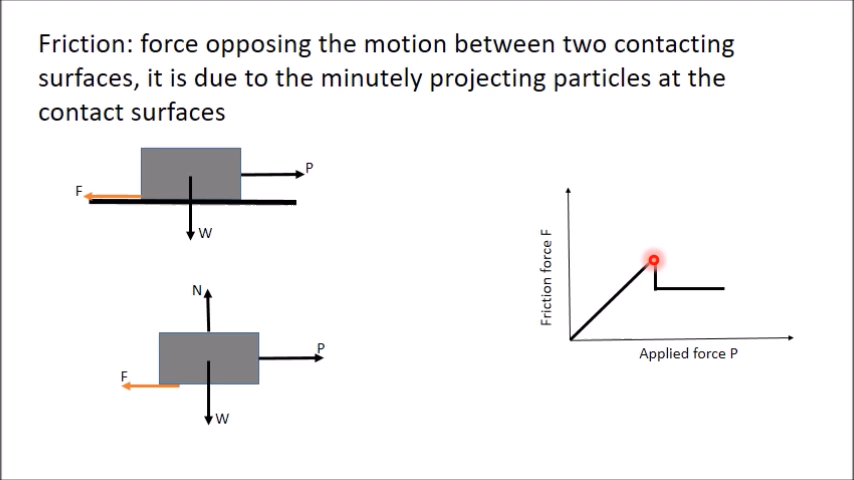 Friction: force opposing the motion between two contacting
surfaces, it is due to the minutely projecting particles at the
contact surfaces
P
F
W
N
P
F
W
Friction force F
Applied force P